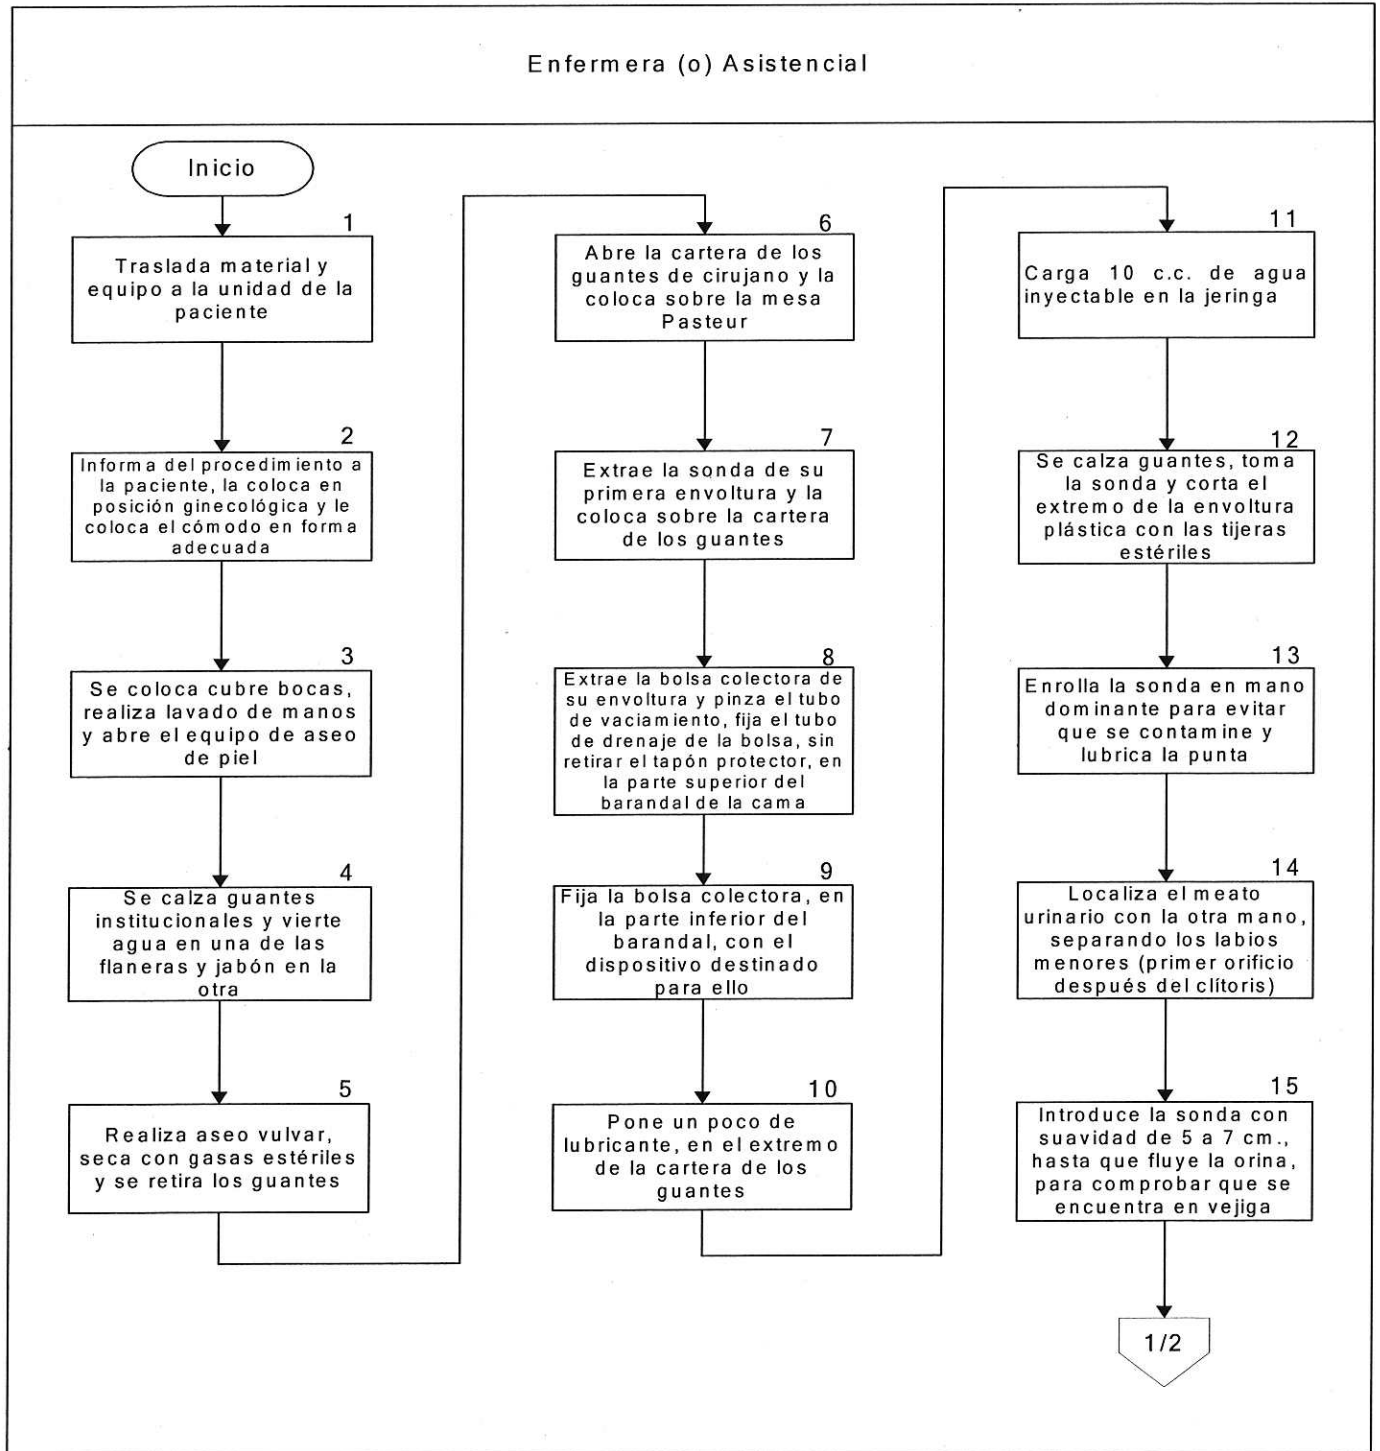 Enfermera (o) Asistencial
Inicio
1
Traslada material y
equipo a la unidad de la
paciente
2
Informa del procedimiento a
la paciente, la coloca en
posición ginecológica y le
coloca el cómodo en forma
adecuada
3
Se coloca cubre bocas,
realiza lavado de manos
y abre el equipo de aseo
de piel
4
Se calza guantes
institucionales y vierte
agua en una de las
flaneras y jabón en la
otra
5
Realiza aseo vulvar,
seca con gasas estériles
y se retira los guantes
6
Abre la cartera de los
guantes de cirujano y la
coloca sobre la mesa
Pasteur
7
Extrae la sonda de su
primera envoltura y la
coloca sobre la cartera
de los guantes
8
Extrae la bolsa colectora de
su envoltura y pinza el tubo
de vaciamiento, fija el tubo
de drenaje de la bolsa, sin
retirar el tapón protector, en
la parte superior del
barandal de la cama
9
Fija la bolsa colectora, en
la parte inferior del
barandal, con el
dispositivo destinado
para ello
10
Pone un poco de
lubricante, en el extremo
de la cartera de los
guantes
11
Carga 10 c.c. de agua
inyectable en la jeringa
12
Se calza guantes, toma
la sonda y corta el
extremo de la envoltura
plástica con las tijeras
estériles
13
Enrolla la sonda en mano
dominante para evitar
que se contamine y
lubrica la punta
14
Localiza el meato
urinario con la otra mano,
separando los labios
menores (primer orificio
después del clítoris)
15
Introduce la sonda con
suavidad de 5 a 7 cm.,
hasta que fluye la orina,
para comprobar que se
encuentra en vejiga
1/2